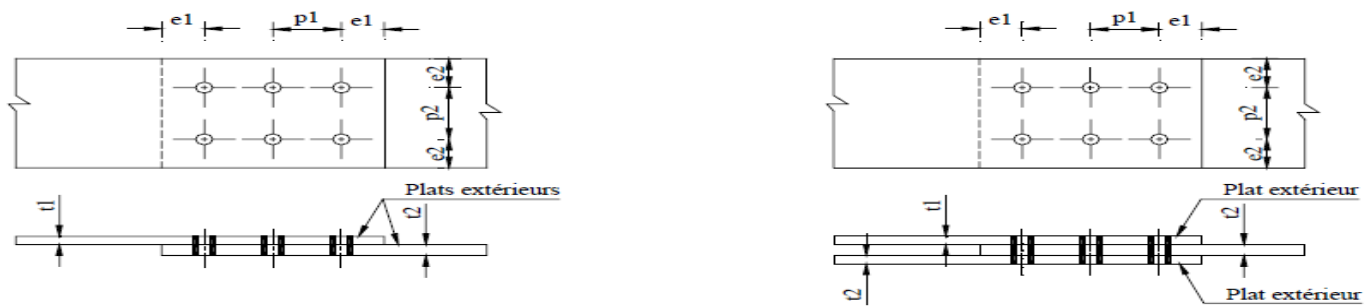 e1 p1 e1
e2
p2
e2
Plats extérieurs
t1
t2
e1 p1 e1
e2
p2
e2
Plat extérieur
t1
t2
t2
Plat extérieur